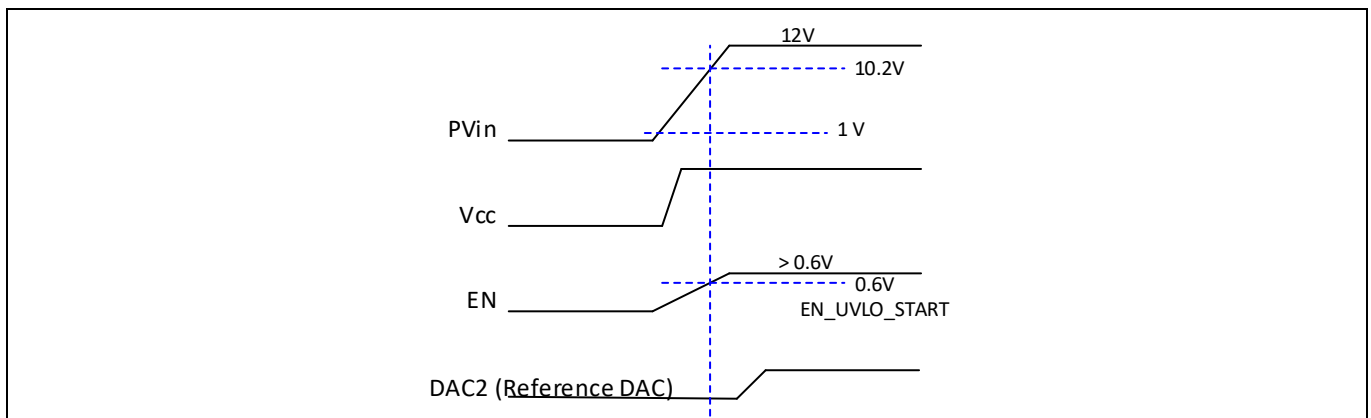 12V
10.2V
PVin
1 V
Vcc
> 0.6V
0.6V
EN
EN_UVLO_START
DAC2 (Reference DAC)